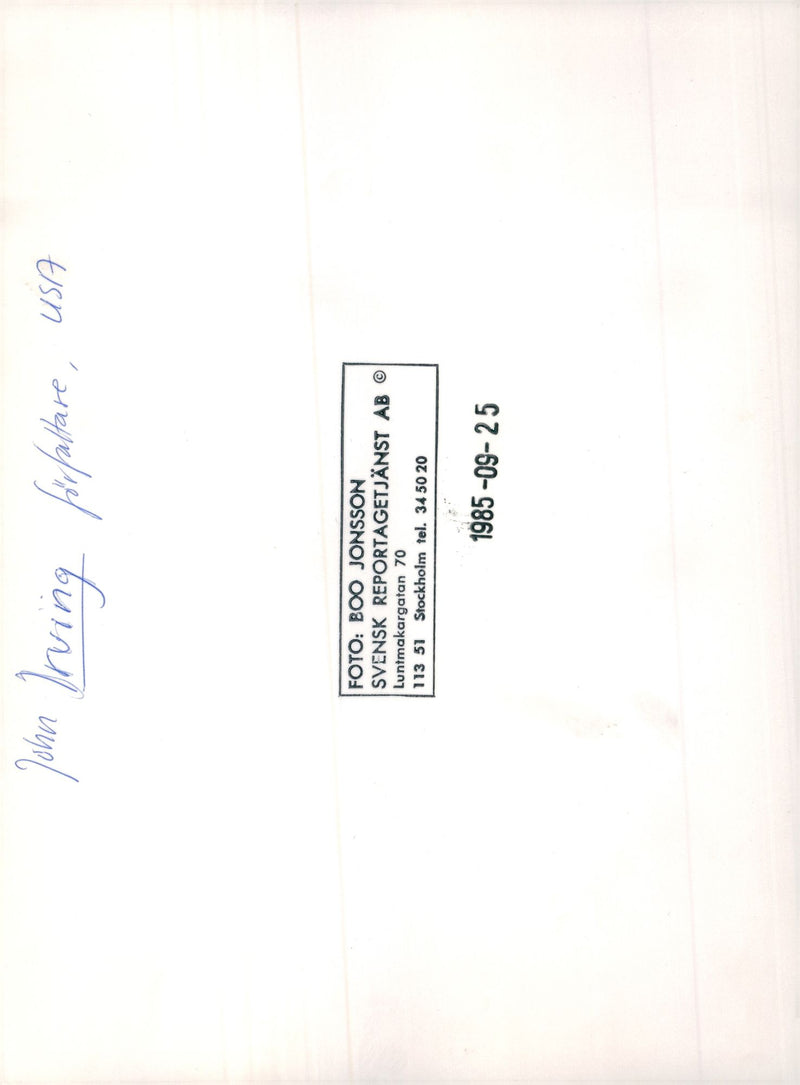 John Irving författare, USA
FOTO: BOO JONSSON
SVENSK REPORTAGETJÄNST AB ©
Luntmakargatan 70
113 51 Stockholm tel. 34 50 20
1985-09-25